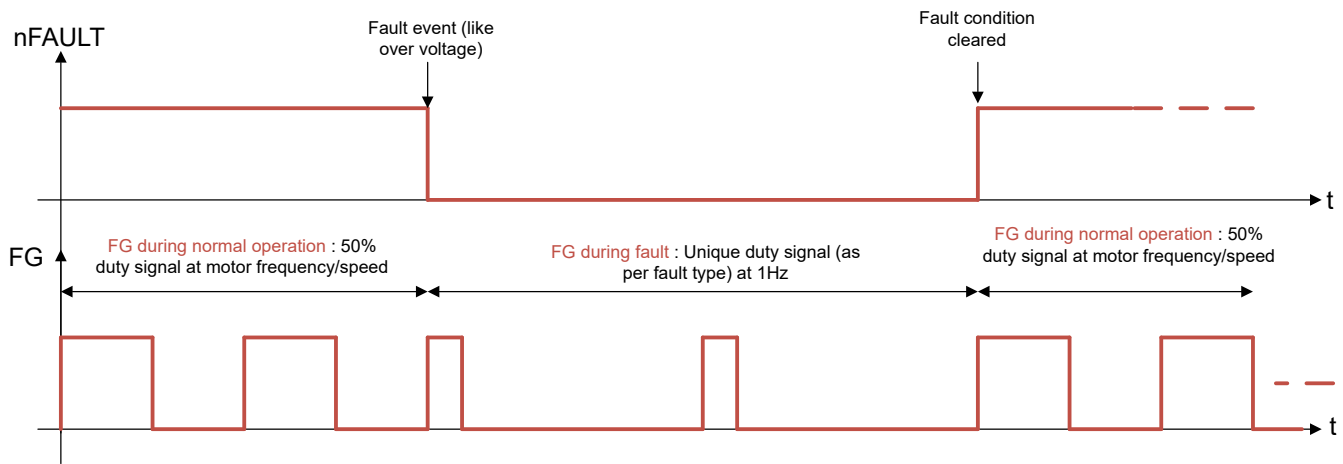 nFAULT
Fault event (like
over voltage)
Fault condition
cleared
t
FG
FG during normal operation : 50%
duty signal at motor frequency/speed
FG during fault : Unique duty signal (as
per fault type) at 1Hz
FG during normal operation : 50%
duty signal at motor frequency/speed
t